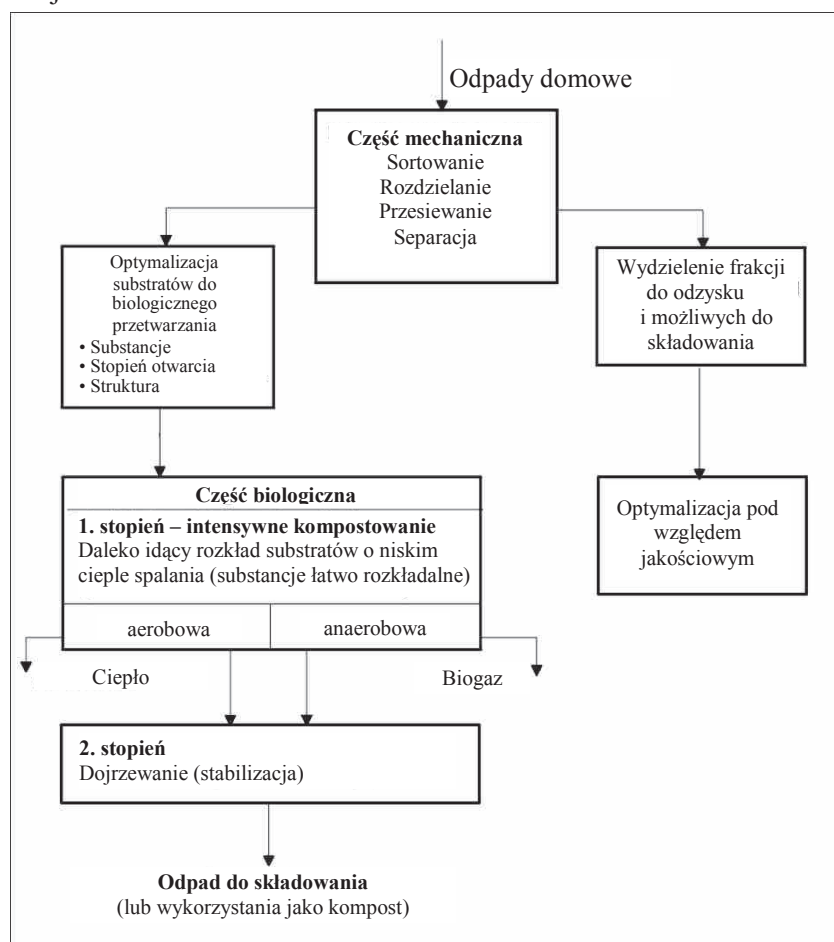 Odpady domowe
Część mechaniczna
Sortowanie
Rozdzielanie
Przesiewanie
Separacja
Optymalizacja
substratów do
biologicznego
przetwarzania
• Substancje
• Stopień otwarcia
• Struktura
Wydzielenie frakcji
do odzysku
i możliwych do
składowania
Część biologiczna
1. stopień – intensywne kompostowanie
Daleko idący rozkład substratów o niskim
cieple spalania (substancje łatwo rozkładalne)
aerobowa
anaerobowa
Optymalizacja pod
względem
jakościowym
Ciepło
Biogaz
2. stopień
Dojrzewanie (stabilizacja)
Odpad do składowania
(lub wykorzystania jako kompost)